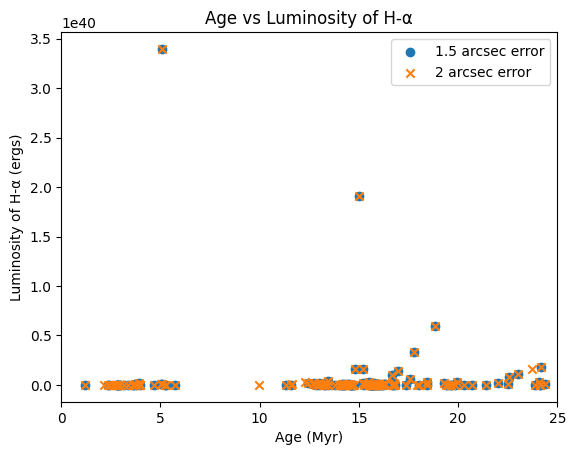 Age vs Luminosity of H-α
1e40
3.5
3.0
2.5
2.0
1.5
1.0
0.5
0.0
Luminosity of H-α (ergs)
1.5 arcsec error
2 arcsec error
0 5 10 15 20 25
Age (Myr)